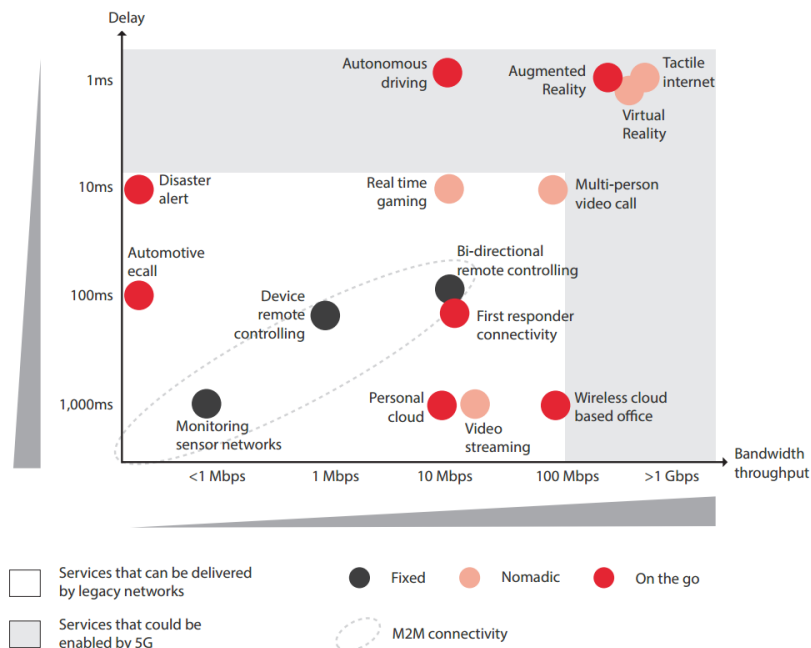 Delay
1ms
Autonomous
driving
Augmented
Reality
Tactile
internet
Virtual
Reality
10ms
Disaster
alert
Real time
gaming
Multi-person
video call
Automotive
ecall
Bi-directional
remote controlling
100ms
Device
remote
controlling
First responder
connectivity
1,000ms
Monitoring
sensor networks
Personal
cloud
Video
streaming
Wireless cloud
based office
Bandwidth
throughput
<1 Mbps
1 Mbps
10 Mbps
100 Mbps
>1 Gbps
Services that can be delivered
by legacy networks
Fixed
Nomadic
On the go
Services that could be
enabled by 5G
M2M connectivity